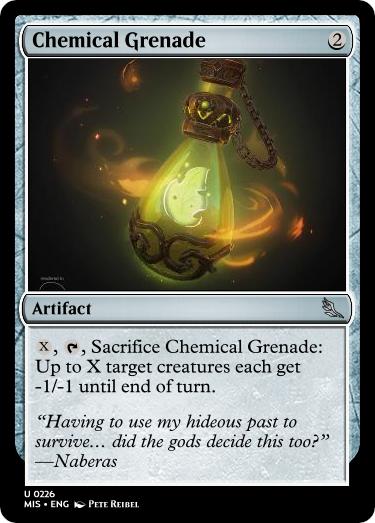 Chemical Grenade 2
rendered in
Artifact
X, T, Sacrifice Chemical Grenade:
Up to X target creatures each get
-1/-1 until end of turn.
“Having to use my hideous past to
survive… did the gods decide this too?”
—Naberas
U 0226
MIS • ENG Pete Reibel